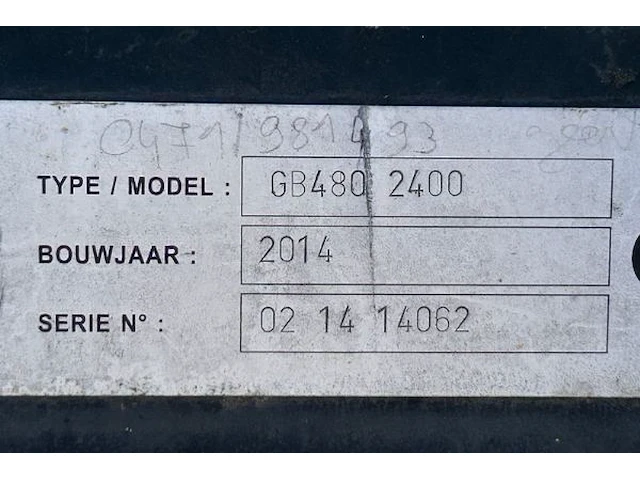 0471/981493
TYPE / MODEL : GB480 2400
BOUWJAAR : 2014
SERIE N° : 02 14 14062